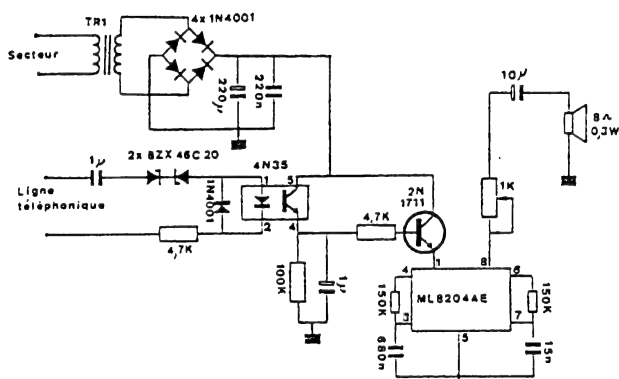 TR1
4x 1N4001
Secteur
220µ
220n
10µ
8Ω
0,3W
1µ
2x BZX 46C 20
4N35
1
5
Ligne
téléphonique
1N4001
2
4
4,7K
4,7K
2N
1711
1K
100K
1µ
1
8
4
6
ML8204AE
150K
150K
3
7
5
680n
15n